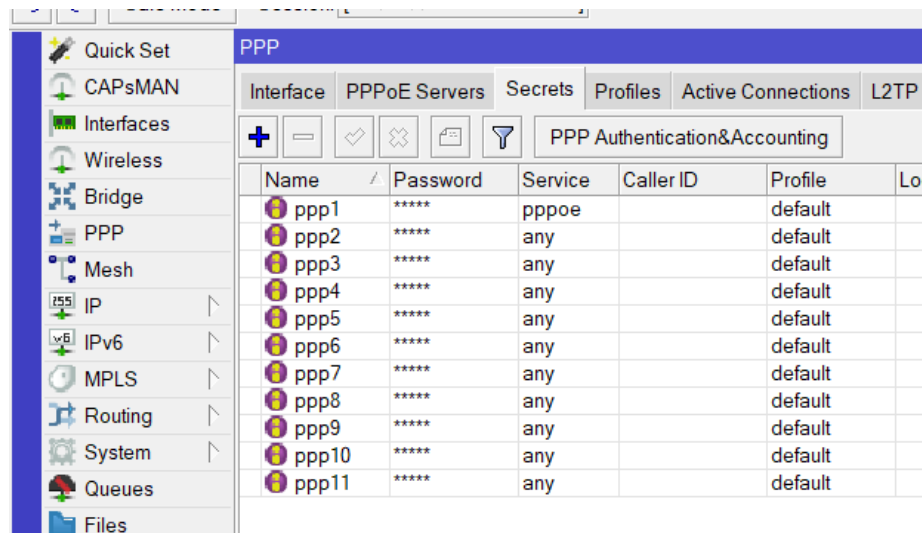 Quick Set
CAPsMAN
Interfaces
Wireless
Bridge
PPP
Mesh
IP
IPv6
MPLS
Routing
System
Queues
Files
PPP
Interface PPPoE Servers Secrets Profiles Active Connections L2TP
PPP Authentication&Accounting
Name Password Service Caller ID Profile Lo
ppp1 ***** pppoe default
ppp2 ***** any default
ppp3 ***** any default
ppp4 ***** any default
ppp5 ***** any default
ppp6 ***** any default
ppp7 ***** any default
ppp8 ***** any default
ppp9 ***** any default
ppp10 ***** any default
ppp11 ***** any default